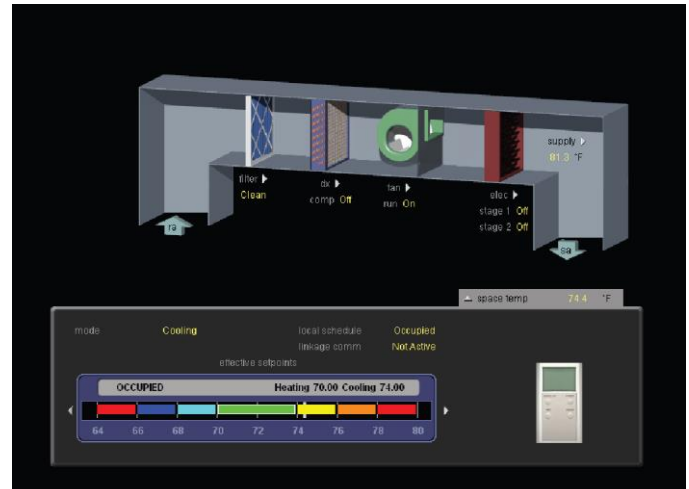 supply
81.3 °F
filter
Clean
dx
comp Off
fan
run On
elec
stage 1 Off
stage 2 Off
ra
sa
space temp 74.4 °F
mode Cooling local schedule Occupied
linkage comm Not Active
effective setpoints
OCCUPIED Heating 70.00 Cooling 74.00
64 66 68 70 72 74 76 78 80